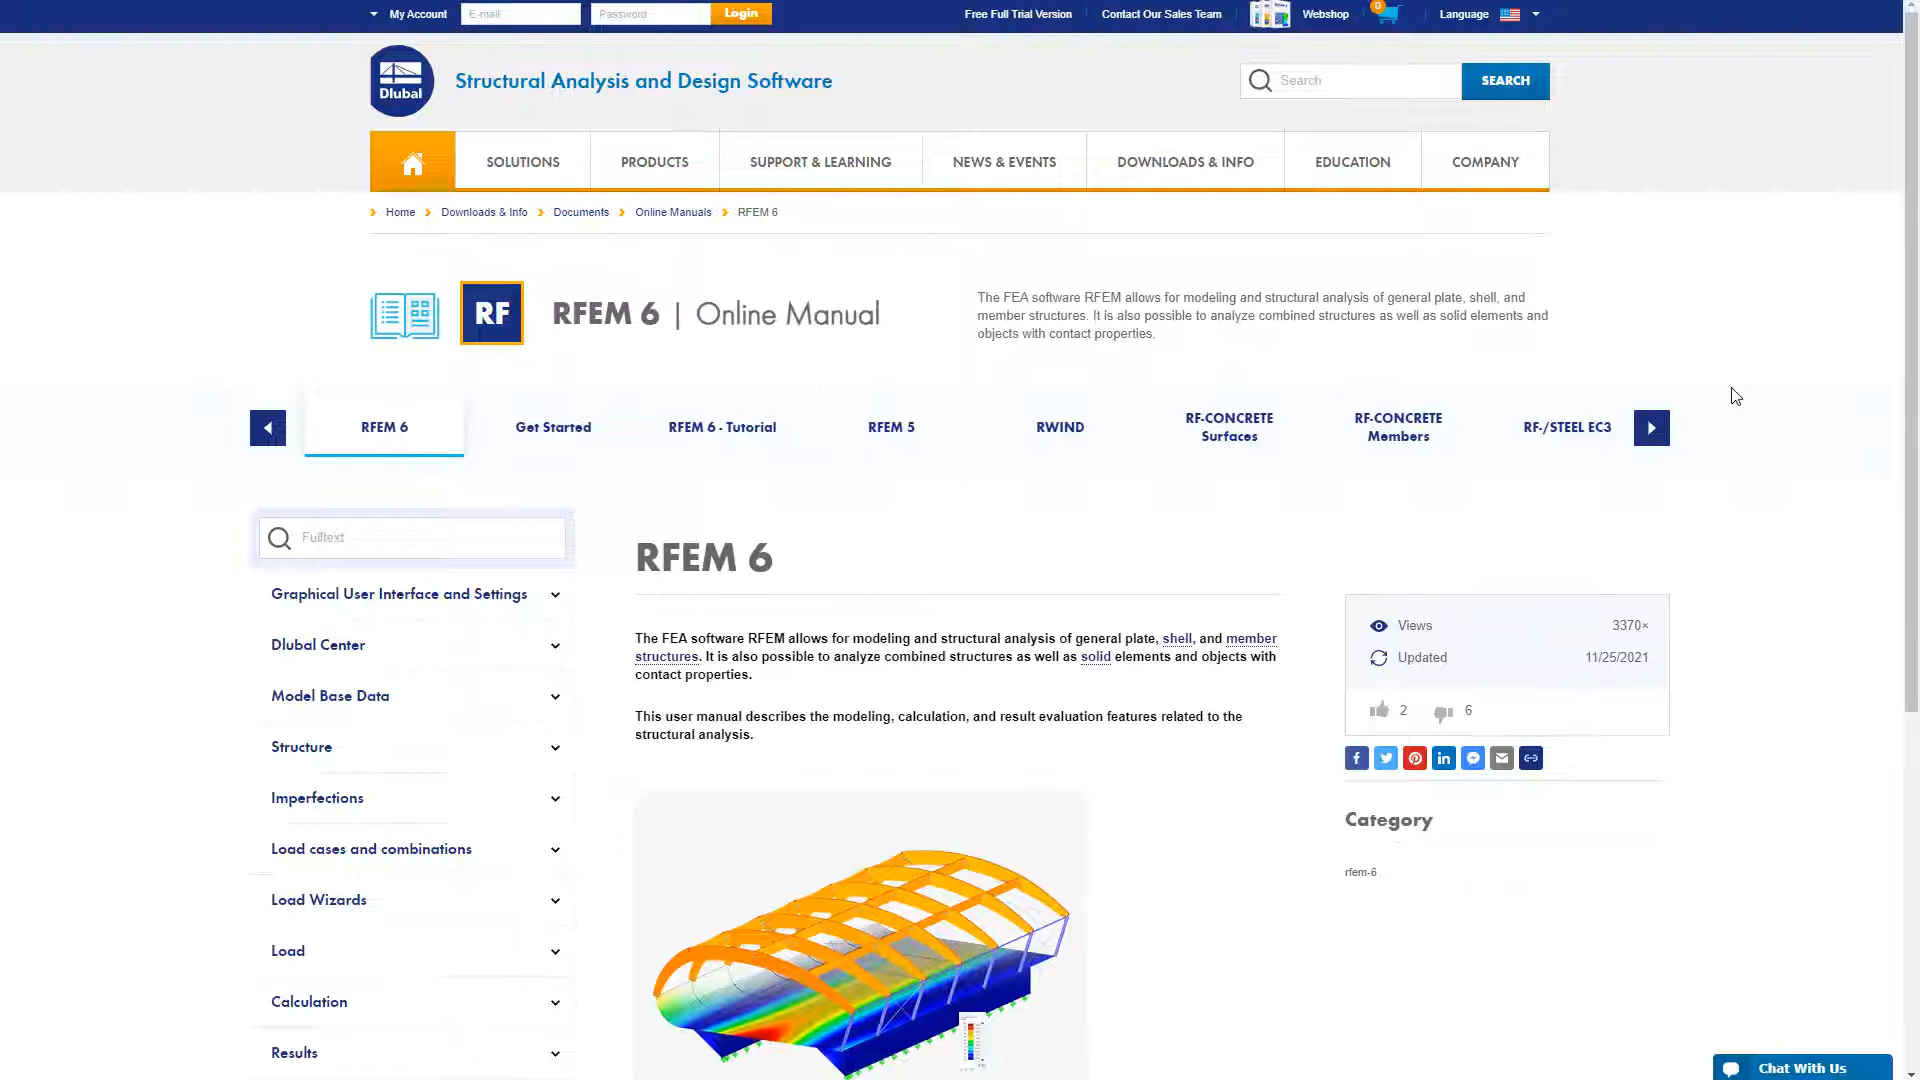 My Account
E-mail
Password
Login
Free Full Trial Version
Contact Our Sales Team
Webshop
0
Language
Dlubal
Structural Analysis and Design Software
Search
SEARCH
SOLUTIONS
PRODUCTS
SUPPORT & LEARNING
NEWS & EVENTS
DOWNLOADS & INFO
EDUCATION
COMPANY
Home
Downloads & Info
Documents
Online Manuals
RFEM 6
RF
RFEM 6 | Online Manual
The FEA software RFEM allows for modeling and structural analysis of general plate, shell, and
member structures. It is also possible to analyze combined structures as well as solid elements and
objects with contact properties.
RFEM 6
Get Started
RFEM 6 - Tutorial
RFEM 5
RWIND
RF-CONCRETE
Surfaces
RF-CONCRETE
Members
RF-/STEEL EC3
Fulltext
Graphical User Interface and Settings
Dlubal Center
Model Base Data
Structure
Imperfections
Load cases and combinations
Load Wizards
Load
Calculation
Results
RFEM 6
The FEA software RFEM allows for modeling and structural analysis of general plate, shell, and member
structures. It is also possible to analyze combined structures as well as solid elements and objects with
contact properties.
This user manual describes the modeling, calculation, and result evaluation features related to the
structural analysis.
Views 3370×
Updated 11/25/2021
2 6
Category
rfem-6
Chat With Us